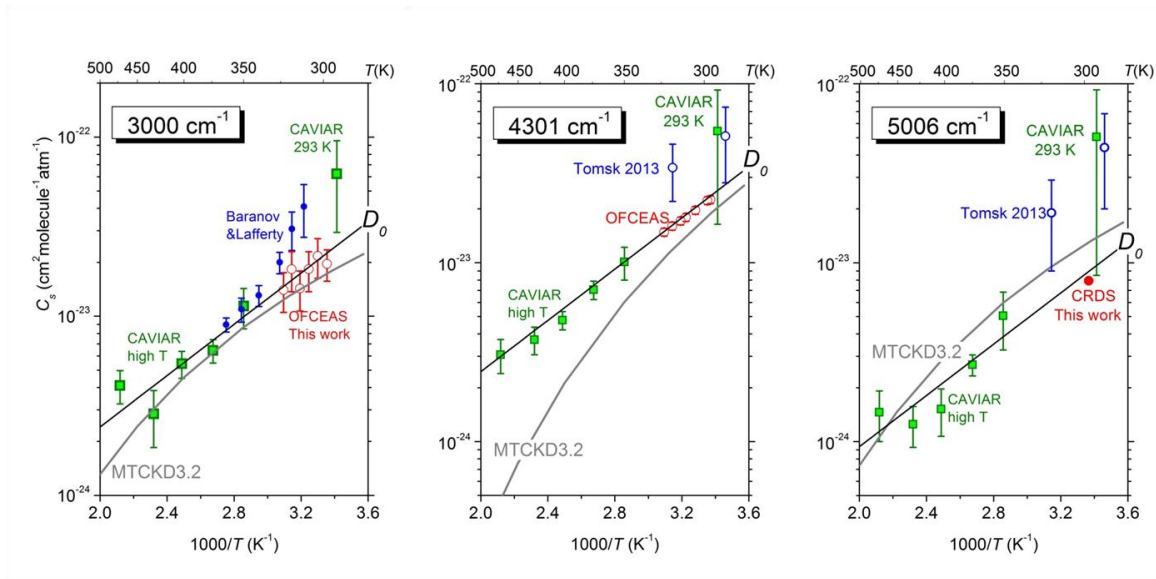 500 450 400 350 300 T(K)
3000 cm⁻¹
10⁻²²
CAVIAR
293 K
Baranov
&Lafferty
D₀
Cₛ (cm² molecule⁻¹ atm⁻¹)
10⁻²³
OFCEAS
This work
CAVIAR
high T
MTCKD3.2
10⁻²⁴
2.0 2.4 2.8 3.2 3.6
1000/T (K⁻¹)
500 450 400 350 300 T(K)
10⁻²²
4301 cm⁻¹
CAVIAR
293 K
Tomsk 2013
D₀
OFCEAS
10⁻²³
CAVIAR
high T
10⁻²⁴
MTCKD3.2
2.0 2.4 2.8 3.2 3.6
1000/T (K⁻¹)
500 450 400 350 300 T(K)
10⁻²²
5006 cm⁻¹
CAVIAR
293 K
Tomsk 2013
D₀
10⁻²³
CRDS
This work
MTCKD3.2
CAVIAR
high T
10⁻²⁴
2.0 2.4 2.8 3.2 3.6
1000/T (K⁻¹)